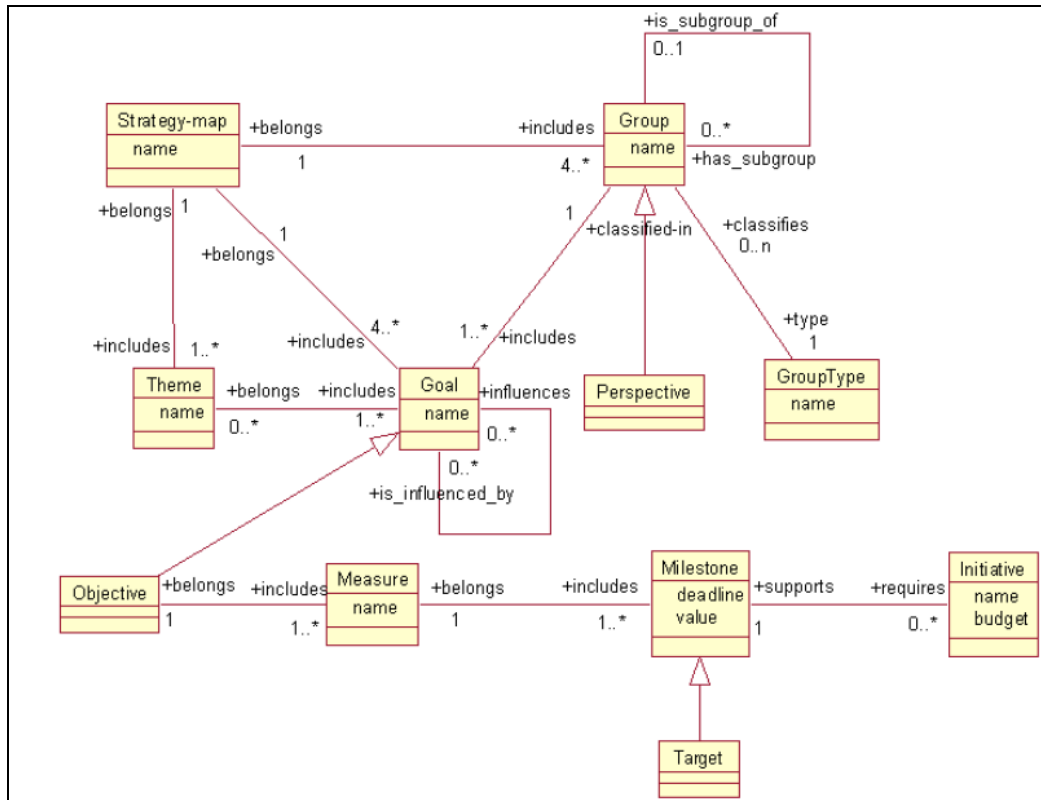 +is_subgroup_of
0..1
Strategy-map
name
+belongs
1
+includes
4..*
Group
name
0..*
+has_subgroup
+belongs
1
1
+belongs
1
+classified-in
+classifies
0..n
+includes
1..*
4..*
+includes
1..*
+includes
+type
1
Theme
name
+belongs
0..*
+includes
1..*
Goal
name
+influences
0..*
0..*
+is_influenced_by
Perspective
GroupType
name
Objective
+belongs
1
+includes
1..*
Measure
name
+belongs
1
+includes
1..*
Milestone
deadline
value
+supports
1
+requires
0..*
Initiative
name
budget
Target